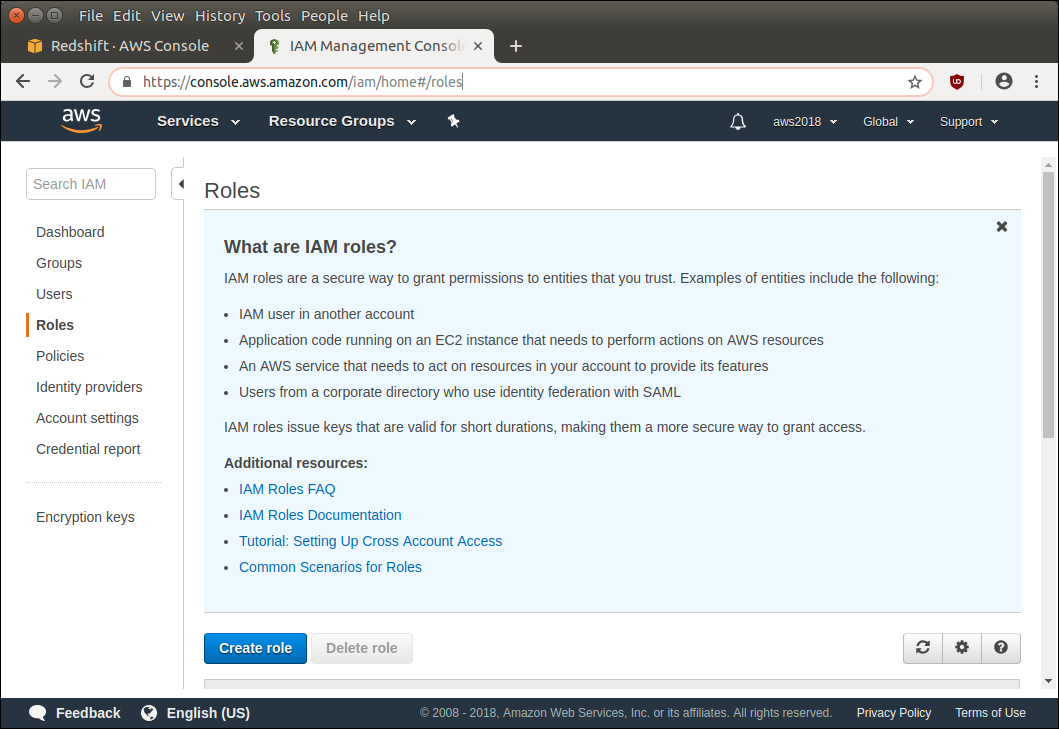 File Edit View History Tools People Help
Redshift · AWS Console
IAM Management Consol
https://console.aws.amazon.com/iam/home#/roles
aws Services Resource Groups aws2018 Global Support
Search IAM
Dashboard
Groups
Users
Roles
Policies
Identity providers
Account settings
Credential report
Encryption keys
Roles
What are IAM roles?
IAM roles are a secure way to grant permissions to entities that you trust. Examples of entities include the following:
• IAM user in another account
• Application code running on an EC2 instance that needs to perform actions on AWS resources
• An AWS service that needs to act on resources in your account to provide its features
• Users from a corporate directory who use identity federation with SAML
IAM roles issue keys that are valid for short durations, making them a more secure way to grant access.
Additional resources:
• IAM Roles FAQ
• IAM Roles Documentation
• Tutorial: Setting Up Cross Account Access
• Common Scenarios for Roles
Create role Delete role
Feedback English (US) © 2008 - 2018, Amazon Web Services, Inc. or its affiliates. All rights reserved. Privacy Policy Terms of Use